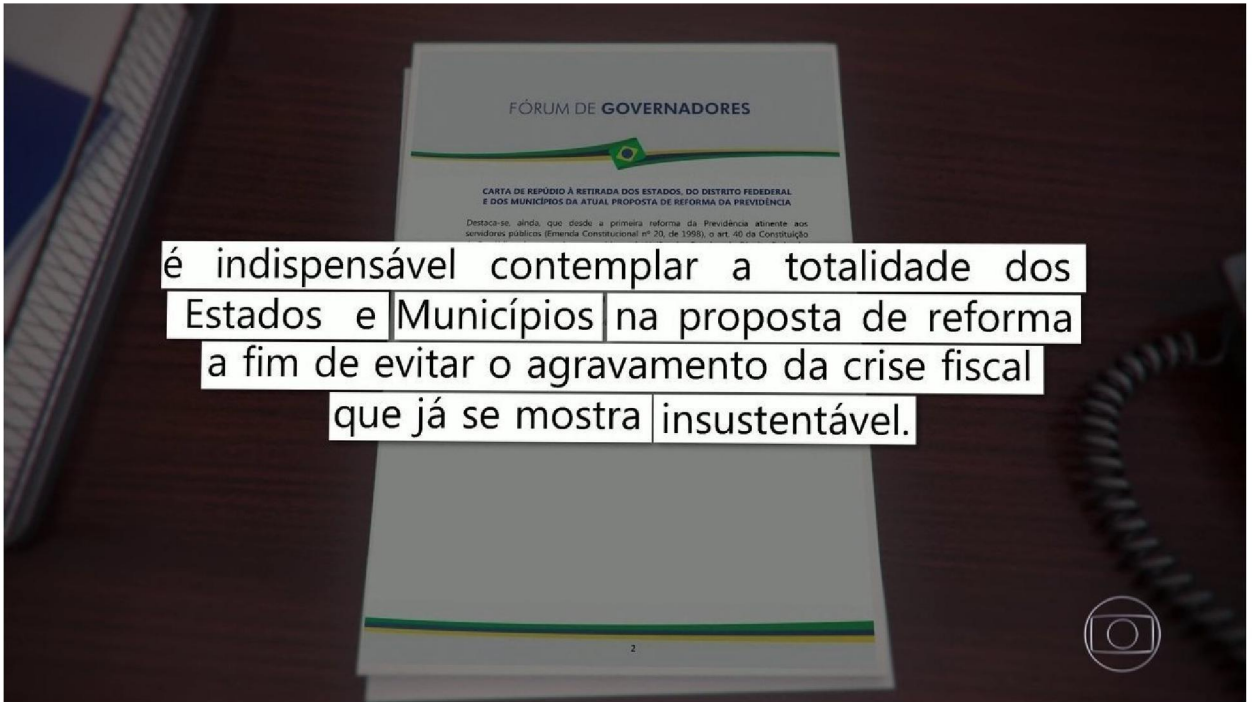 FÓRUM DE GOVERNADORES
CARTA DE REPÚDIO À RETIRADA DOS ESTADOS, DO DISTRITO FEDEDERAL
E DOS MUNICÍPIOS DA ATUAL PROPOSTA DE REFORMA DA PREVIDÊNCIA
Destaca-se, ainda, que desde a primeira reforma da Previdência atinente aos
servidores públicos (Emenda Constitucional nº 20, de 1998), o art. 40 da Constituição
é indispensável contemplar a totalidade dos
Estados e Municípios na proposta de reforma
a fim de evitar o agravamento da crise fiscal
que já se mostra insustentável.
2